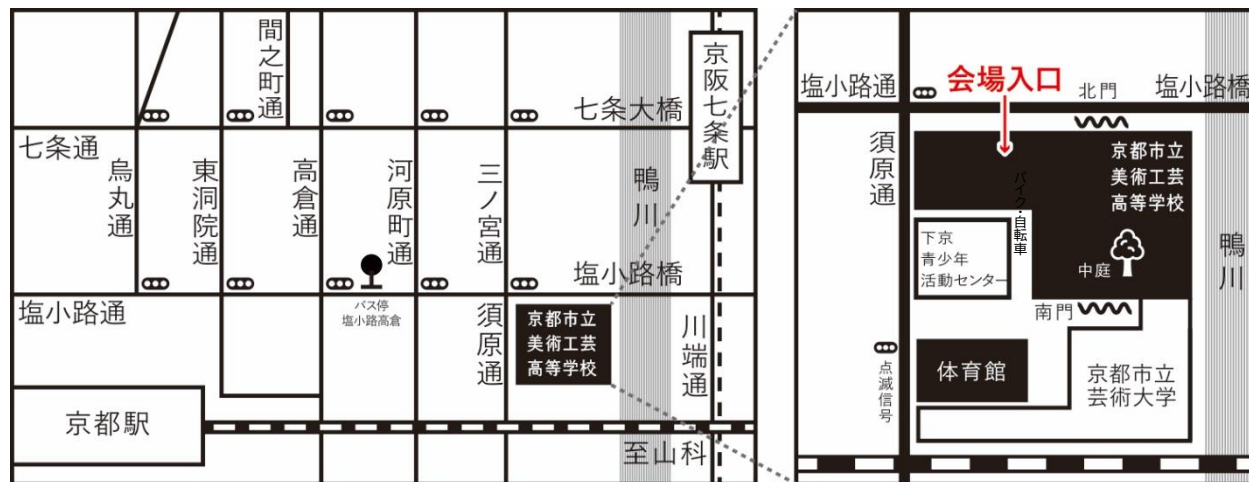 間之町通
京阪七条駅
七条大橋
七条通
烏丸通
東洞院通
高倉通
河原町通
三ノ宮通
鴨川
塩小路橋
バス停
塩小路高倉
塩小路通
須原通
京都市立
美術工芸
高等学校
川端通
京都駅
至山科
会場入口
塩小路通
北門
塩小路橋
須原通
京都市立
美術工芸
高等学校
バイク・自転車
下京
青少年
活動センター
中庭
鴨川
南門
点滅信号
体育館
京都市立
芸術大学